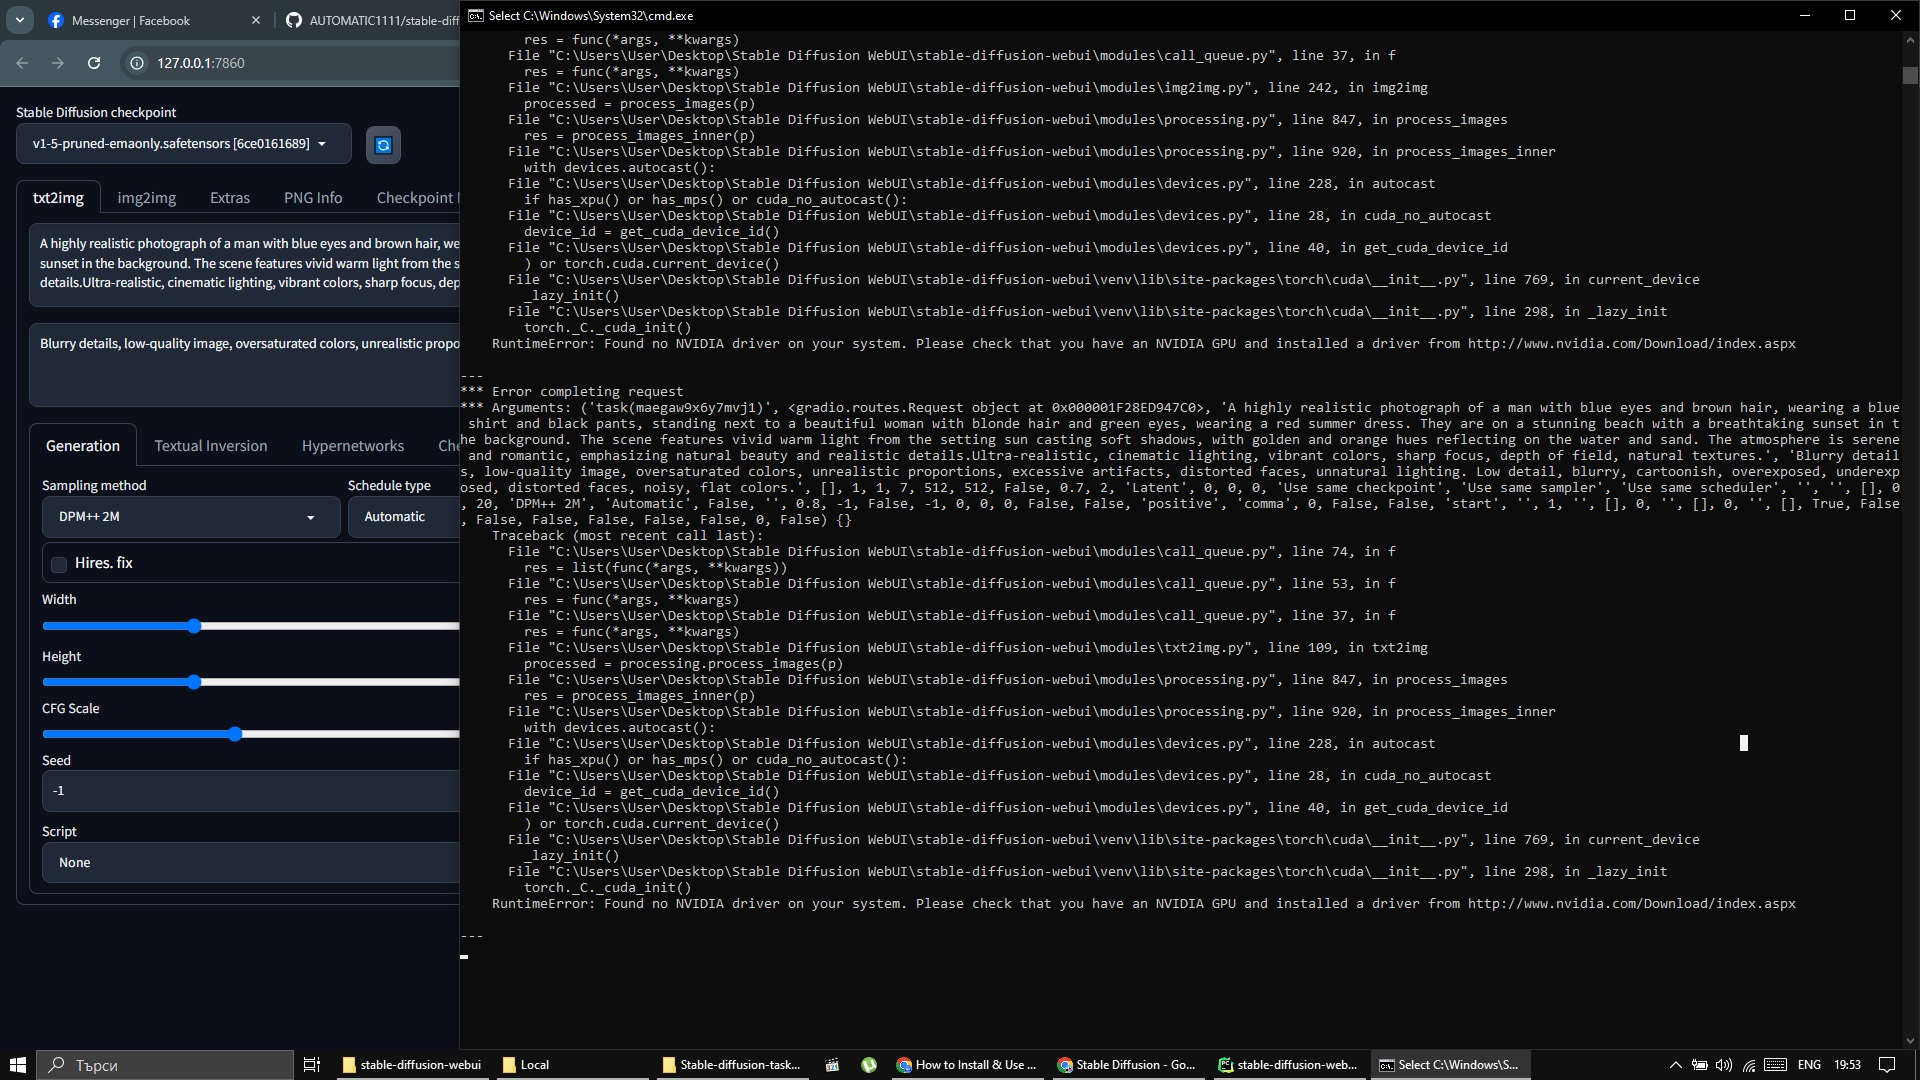 Messenger | Facebook
AUTOMATIC1111/stable-diff
127.0.0.1:7860
Stable Diffusion checkpoint
v1-5-pruned-emaonly.safetensors [6ce0161689]
txt2img
img2img
Extras
PNG Info
Checkpoint
A highly realistic photograph of a man with blue eyes and brown hair, we
sunset in the background. The scene features vivid warm light from the s
details.Ultra-realistic, cinematic lighting, vibrant colors, sharp focus, dep
Blurry details, low-quality image, oversaturated colors, unrealistic propo
Generation
Textual Inversion
Hypernetworks
Che
Sampling method
Schedule type
DPM++ 2M
Automatic
Hires. fix
Width
Height
CFG Scale
Seed
-1
Script
None
Select C:\Windows\System32\cmd.exe
res = func(*args, **kwargs)
File "C:\Users\User\Desktop\Stable Diffusion WebUI\stable-diffusion-webui\modules\call_queue.py", line 37, in f
res = func(*args, **kwargs)
File "C:\Users\User\Desktop\Stable Diffusion WebUI\stable-diffusion-webui\modules\img2img.py", line 242, in img2img
processed = process_images(p)
File "C:\Users\User\Desktop\Stable Diffusion WebUI\stable-diffusion-webui\modules\processing.py", line 847, in process_images
res = process_images_inner(p)
File "C:\Users\User\Desktop\Stable Diffusion WebUI\stable-diffusion-webui\modules\processing.py", line 920, in process_images_inner
with devices.autocast():
File "C:\Users\User\Desktop\Stable Diffusion WebUI\stable-diffusion-webui\modules\devices.py", line 228, in autocast
if has_xpu() or has_mps() or cuda_no_autocast():
File "C:\Users\User\Desktop\Stable Diffusion WebUI\stable-diffusion-webui\modules\devices.py", line 28, in cuda_no_autocast
device_id = get_cuda_device_id()
File "C:\Users\User\Desktop\Stable Diffusion WebUI\stable-diffusion-webui\modules\devices.py", line 40, in get_cuda_device_id
) or torch.cuda.current_device()
File "C:\Users\User\Desktop\Stable Diffusion WebUI\stable-diffusion-webui\venv\lib\site-packages\torch\cuda\__init__.py", line 769, in current_device
_lazy_init()
File "C:\Users\User\Desktop\Stable Diffusion WebUI\stable-diffusion-webui\venv\lib\site-packages\torch\cuda\__init__.py", line 298, in _lazy_init
torch._C._cuda_init()
RuntimeError: Found no NVIDIA driver on your system. Please check that you have an NVIDIA GPU and installed a driver from http://www.nvidia.com/Download/index.aspx
---
*** Error completing request
*** Arguments: ('task(maegaw9x6y7mvj1)', <gradio.routes.Request object at 0x000001F28ED947C0>, 'A highly realistic photograph of a man with blue eyes and brown hair, wearing a blue
shirt and black pants, standing next to a beautiful woman with blonde hair and green eyes, wearing a red summer dress. They are on a stunning beach with a breathtaking sunset in t
he background. The scene features vivid warm light from the setting sun casting soft shadows, with golden and orange hues reflecting on the water and sand. The atmosphere is serene
and romantic, emphasizing natural beauty and realistic details.Ultra-realistic, cinematic lighting, vibrant colors, sharp focus, depth of field, natural textures.', 'Blurry detail
s, low-quality image, oversaturated colors, unrealistic proportions, excessive artifacts, distorted faces, unnatural lighting. Low detail, blurry, cartoonish, overexposed, underexp
osed, distorted faces, noisy, flat colors.', [], 1, 1, 7, 512, 512, False, 0.7, 2, 'Latent', 0, 0, 0, 'Use same checkpoint', 'Use same sampler', 'Use same scheduler', '', '', [], 0
, 20, 'DPM++ 2M', 'Automatic', False, '', 0.8, -1, False, -1, 0, 0, 0, False, False, 'positive', 'comma', 0, False, False, 'start', '', 1, '', [], 0, '', [], 0, '', [], True, False
, False, False, False, False, False, 0, False) {}
Traceback (most recent call last):
File "C:\Users\User\Desktop\Stable Diffusion WebUI\stable-diffusion-webui\modules\call_queue.py", line 74, in f
res = list(func(*args, **kwargs))
File "C:\Users\User\Desktop\Stable Diffusion WebUI\stable-diffusion-webui\modules\call_queue.py", line 53, in f
res = func(*args, **kwargs)
File "C:\Users\User\Desktop\Stable Diffusion WebUI\stable-diffusion-webui\modules\call_queue.py", line 37, in f
res = func(*args, **kwargs)
File "C:\Users\User\Desktop\Stable Diffusion WebUI\stable-diffusion-webui\modules\txt2img.py", line 109, in txt2img
processed = processing.process_images(p)
File "C:\Users\User\Desktop\Stable Diffusion WebUI\stable-diffusion-webui\modules\processing.py", line 847, in process_images
res = process_images_inner(p)
File "C:\Users\User\Desktop\Stable Diffusion WebUI\stable-diffusion-webui\modules\processing.py", line 920, in process_images_inner
with devices.autocast():
File "C:\Users\User\Desktop\Stable Diffusion WebUI\stable-diffusion-webui\modules\devices.py", line 228, in autocast
if has_xpu() or has_mps() or cuda_no_autocast():
File "C:\Users\User\Desktop\Stable Diffusion WebUI\stable-diffusion-webui\modules\devices.py", line 28, in cuda_no_autocast
device_id = get_cuda_device_id()
File "C:\Users\User\Desktop\Stable Diffusion WebUI\stable-diffusion-webui\modules\devices.py", line 40, in get_cuda_device_id
) or torch.cuda.current_device()
File "C:\Users\User\Desktop\Stable Diffusion WebUI\stable-diffusion-webui\venv\lib\site-packages\torch\cuda\__init__.py", line 769, in current_device
_lazy_init()
File "C:\Users\User\Desktop\Stable Diffusion WebUI\stable-diffusion-webui\venv\lib\site-packages\torch\cuda\__init__.py", line 298, in _lazy_init
torch._C._cuda_init()
RuntimeError: Found no NVIDIA driver on your system. Please check that you have an NVIDIA GPU and installed a driver from http://www.nvidia.com/Download/index.aspx
---
Търси
stable-diffusion-webui
Local
Stable-diffusion-task...
How to Install & Use ...
Stable Diffusion - Go...
stable-diffusion-web...
Select C:\Windows\S...
ENG
19:53